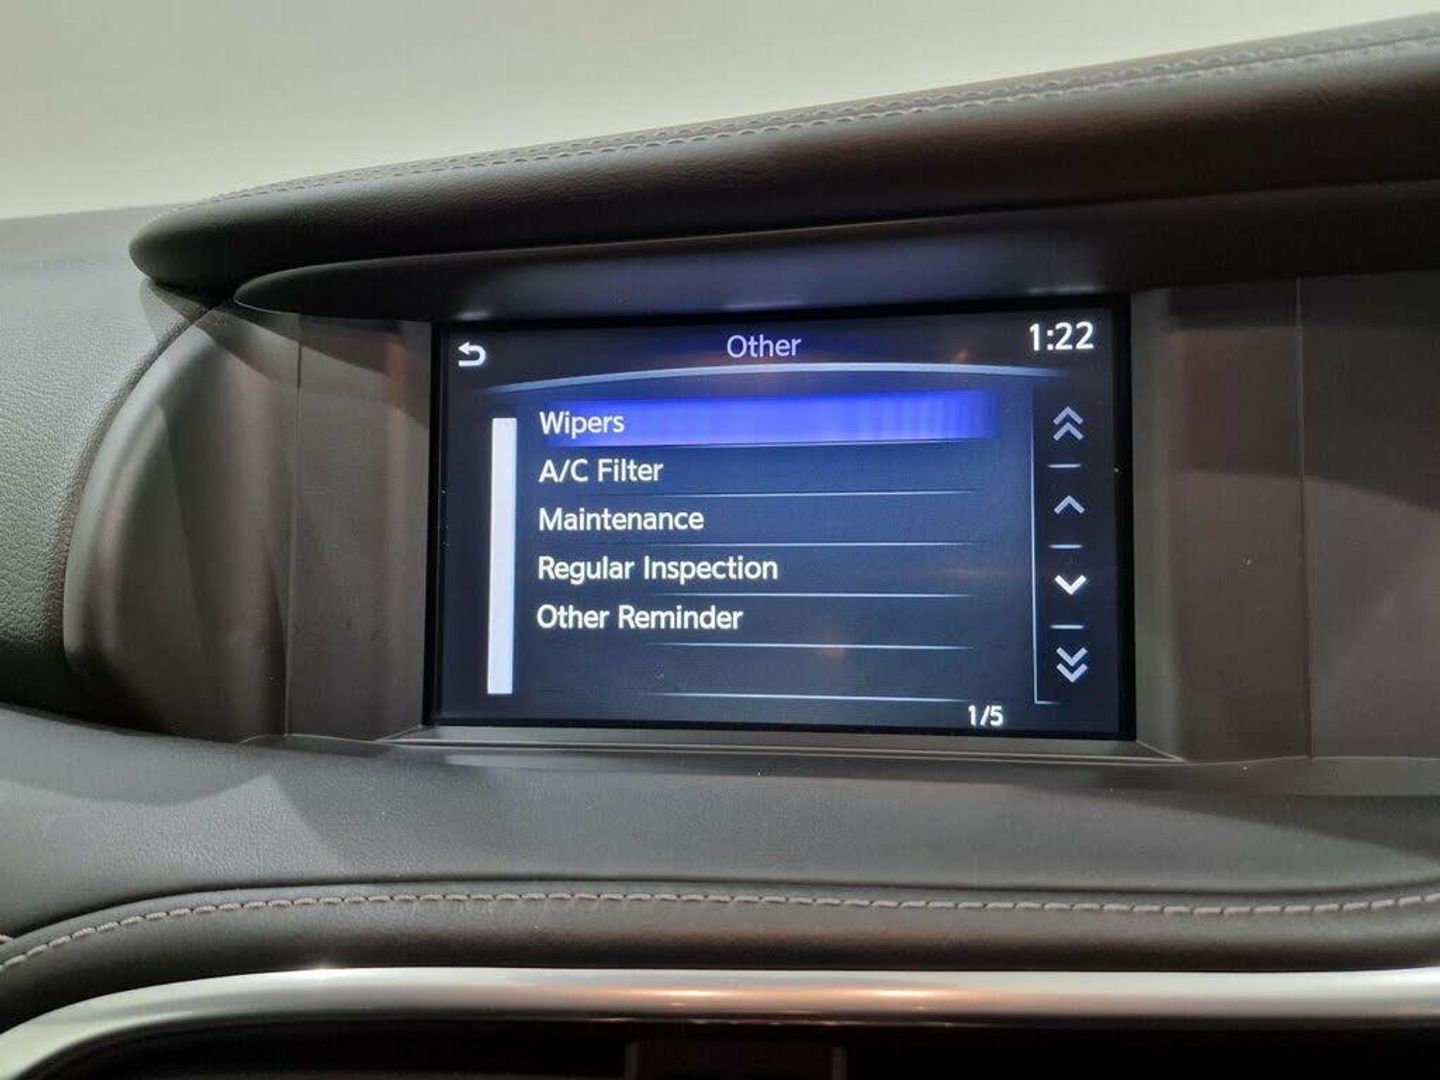 Other
1:22
Wipers
A/C Filter
Maintenance
Regular Inspection
Other Reminder
1/5